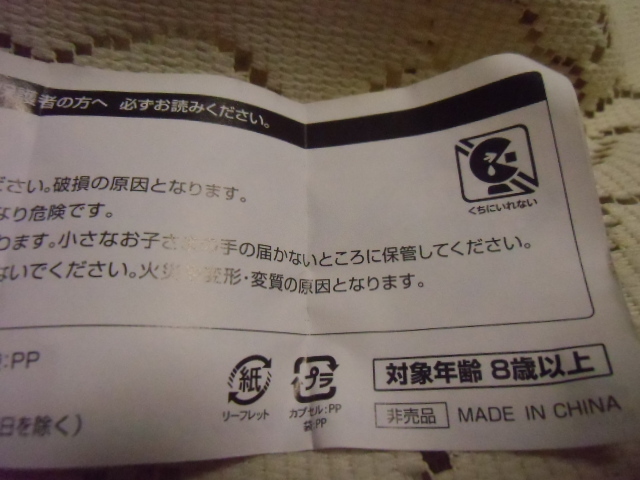 護者の方へ 必ずお読みください。
ださい。破損の原因となります。
なり危険です。
ります。小さなお子さ 手の届かないところに保管してください。
ないでください。火災 変形・変質の原因となります。
くちにいれない
:PP
紙
リーフレット
プラ
カプセル:PP
袋:PP
対象年齢 8歳以上
非売品 MADE IN CHINA
日を除く)